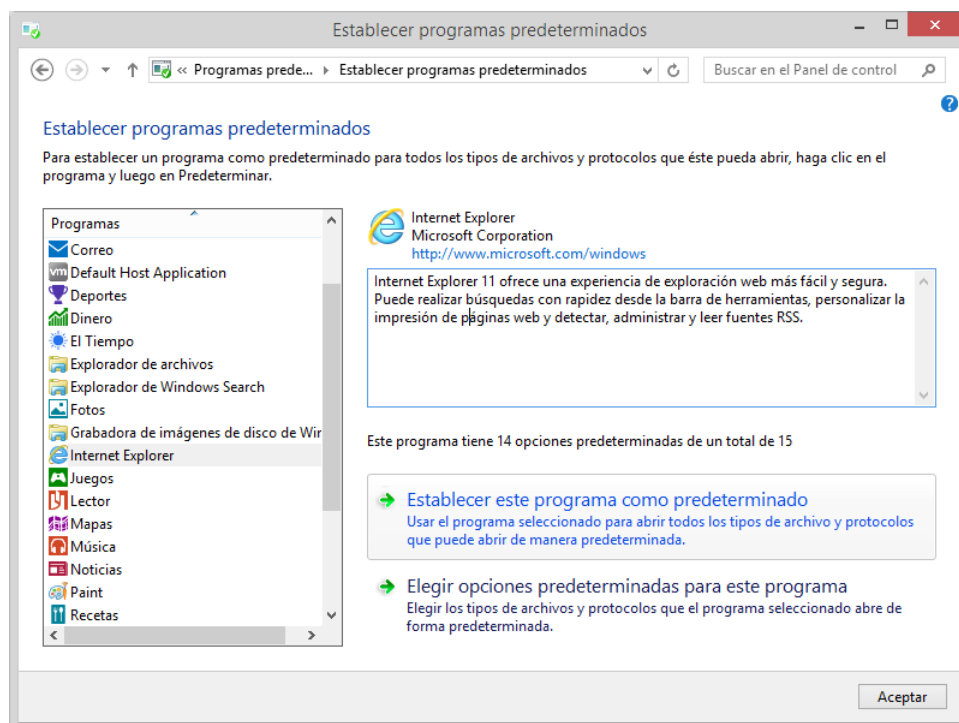 Establecer programas predeterminados
« Programas prede... ▸ Establecer programas predeterminados
Buscar en el Panel de control
Establecer programas predeterminados
Para establecer un programa como predeterminado para todos los tipos de archivos y protocolos que éste pueda abrir, haga clic en el
programa y luego en Predeterminar.
Programas
Correo
vm Default Host Application
Deportes
Dinero
El Tiempo
Explorador de archivos
Explorador de Windows Search
Fotos
Grabadora de imágenes de disco de Wir
Internet Explorer
Juegos
Lector
Mapas
Música
Noticias
Paint
Recetas
Internet Explorer
Microsoft Corporation
http://www.microsoft.com/windows
Internet Explorer 11 ofrece una experiencia de exploración web más fácil y segura.
Puede realizar búsquedas con rapidez desde la barra de herramientas, personalizar la
impresión de páginas web y detectar, administrar y leer fuentes RSS.
Este programa tiene 14 opciones predeterminadas de un total de 15
Establecer este programa como predeterminado
Usar el programa seleccionado para abrir todos los tipos de archivo y protocolos
que puede abrir de manera predeterminada.
Elegir opciones predeterminadas para este programa
Elegir los tipos de archivos y protocolos que el programa seleccionado abre de
forma predeterminada.
Aceptar